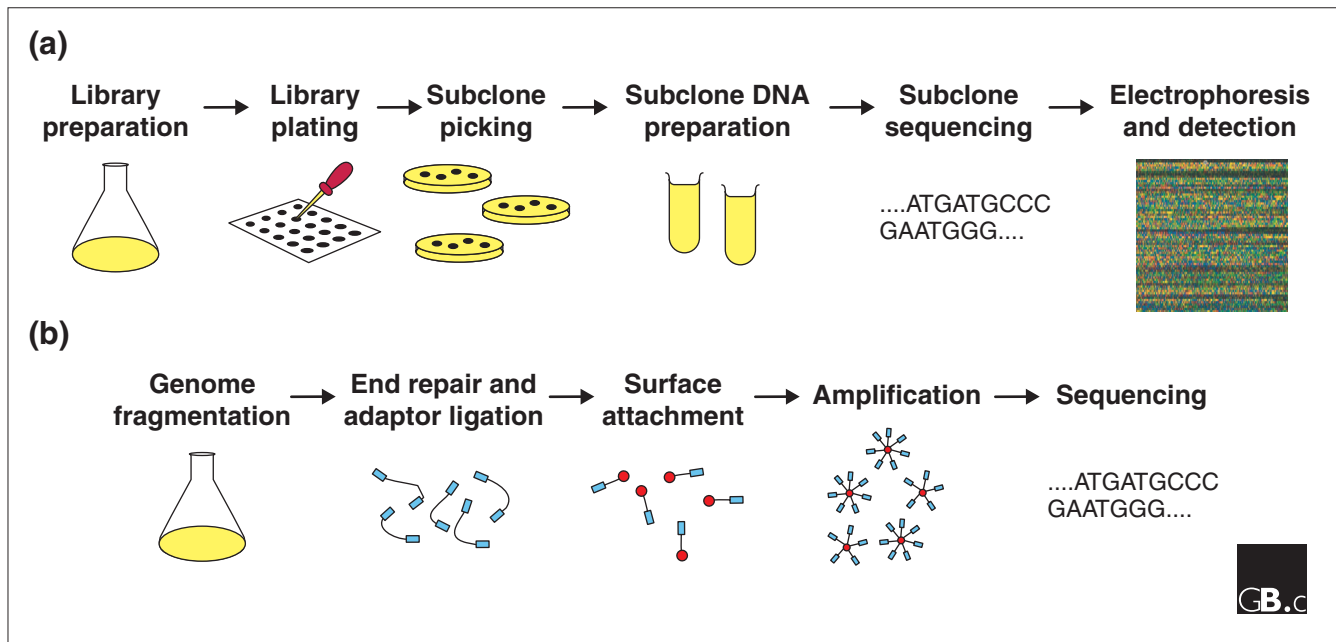 (a)
Library preparation
Library plating
Subclone picking
Subclone DNA preparation
Subclone sequencing
Electrophoresis and detection
....ATGATGCCC
GAATGGG....
(b)
Genome fragmentation
End repair and adaptor ligation
Surface attachment
Amplification
Sequencing
....ATGATGCCC
GAATGGG....
GB.c